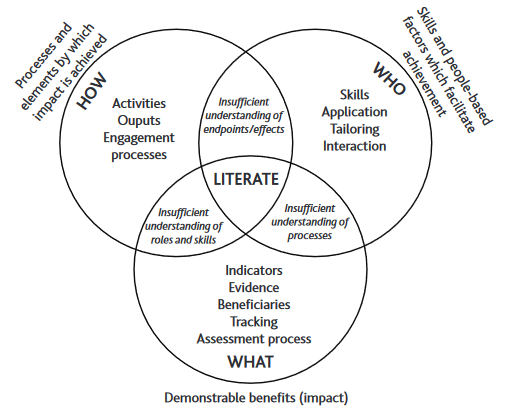 Processes and
elements by which
impact is achieved
HOW
Skills and people-based
factors which facilitate
achievement
WHO
Activities
Ouputs
Engagement
processes
Insufficient
understanding of
endpoints/effects
Skills
Application
Tailoring
Interaction
LITERATE
Insufficient
understanding of
roles and skills
Insufficient
understanding of
processes
Indicators
Evidence
Beneficiaries
Tracking
Assessment process
WHAT
Demonstrable benefits (impact)